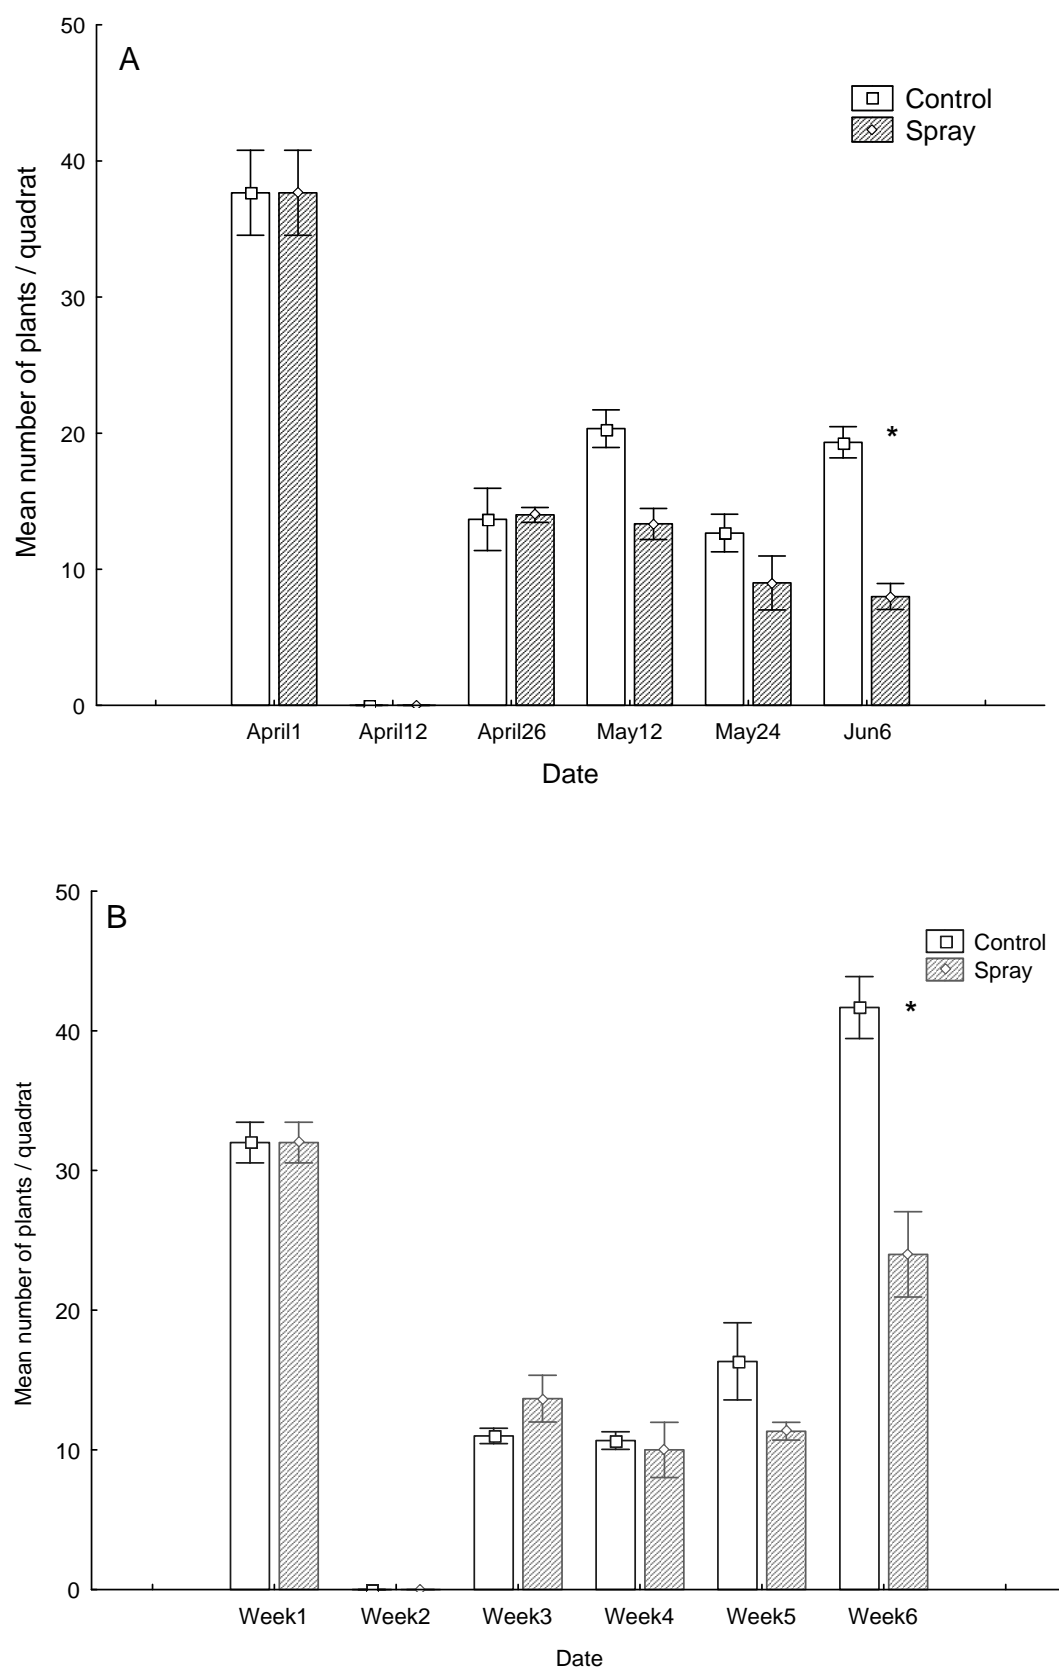 A
Control
Spray
Mean number of plants / quadrat
50
40
30
20
10
0
*
April1 April12 April26 May12 May24 Jun6
Date
B
Control
Spray
Mean number of plants / quadrat
50
40
30
20
10
0
*
Week1 Week2 Week3 Week4 Week5 Week6
Date